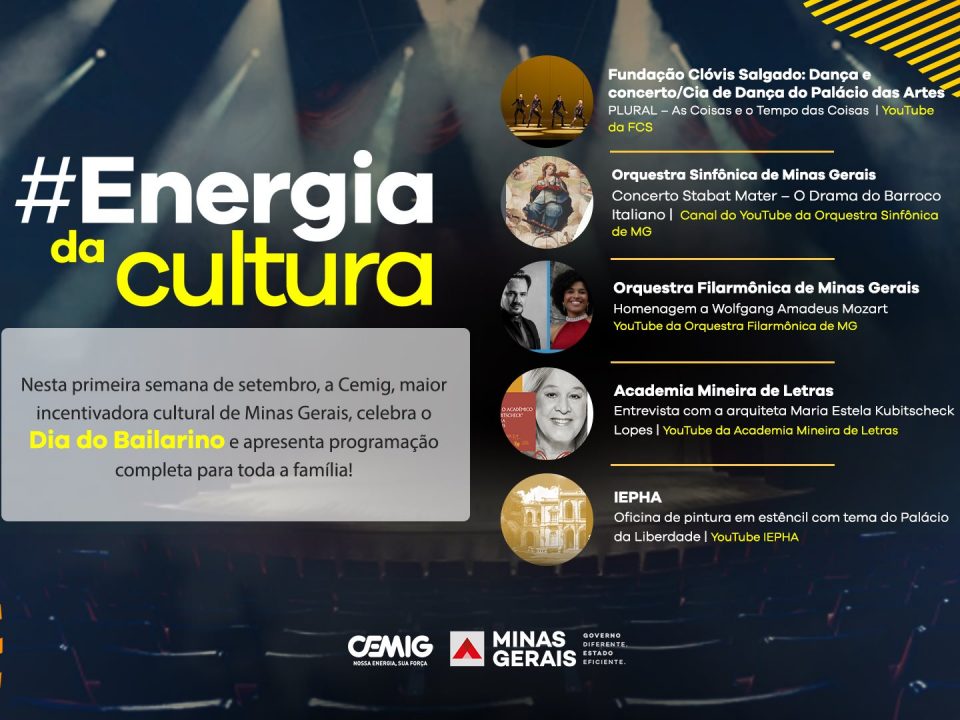 #Energia
da
cultura
Nesta primeira semana de setembro, a Cemig, maior
incentivadora cultural de Minas Gerais, celebra o
Dia do Bailarino e apresenta programação
completa para toda a família!
Fundação Clóvis Salgado: Dança e
concerto/Cia de Dança do Palácio das Artes
PLURAL – As Coisas e o Tempo das Coisas | YouTube
da FCS
Orquestra Sinfônica de Minas Gerais
Concerto Stabat Mater – O Drama do Barroco
Italiano | Canal do YouTube da Orquestra Sinfônica
de MG
Orquestra Filarmônica de Minas Gerais
Homenagem a Wolfgang Amadeus Mozart
YouTube da Orquestra Filarmônica de MG
Academia Mineira de Letras
Entrevista com a arquiteta Maria Estela Kubitscheck
Lopes | YouTube da Academia Mineira de Letras
IEPHA
Oficina de pintura em estêncil com tema do Palácio
da Liberdade | YouTube IEPHA
CEMIG
NOSSA ENERGIA, SUA FORÇA
MINAS
GERAIS
GOVERNO
DIFERENTE.
ESTADO
EFICIENTE.